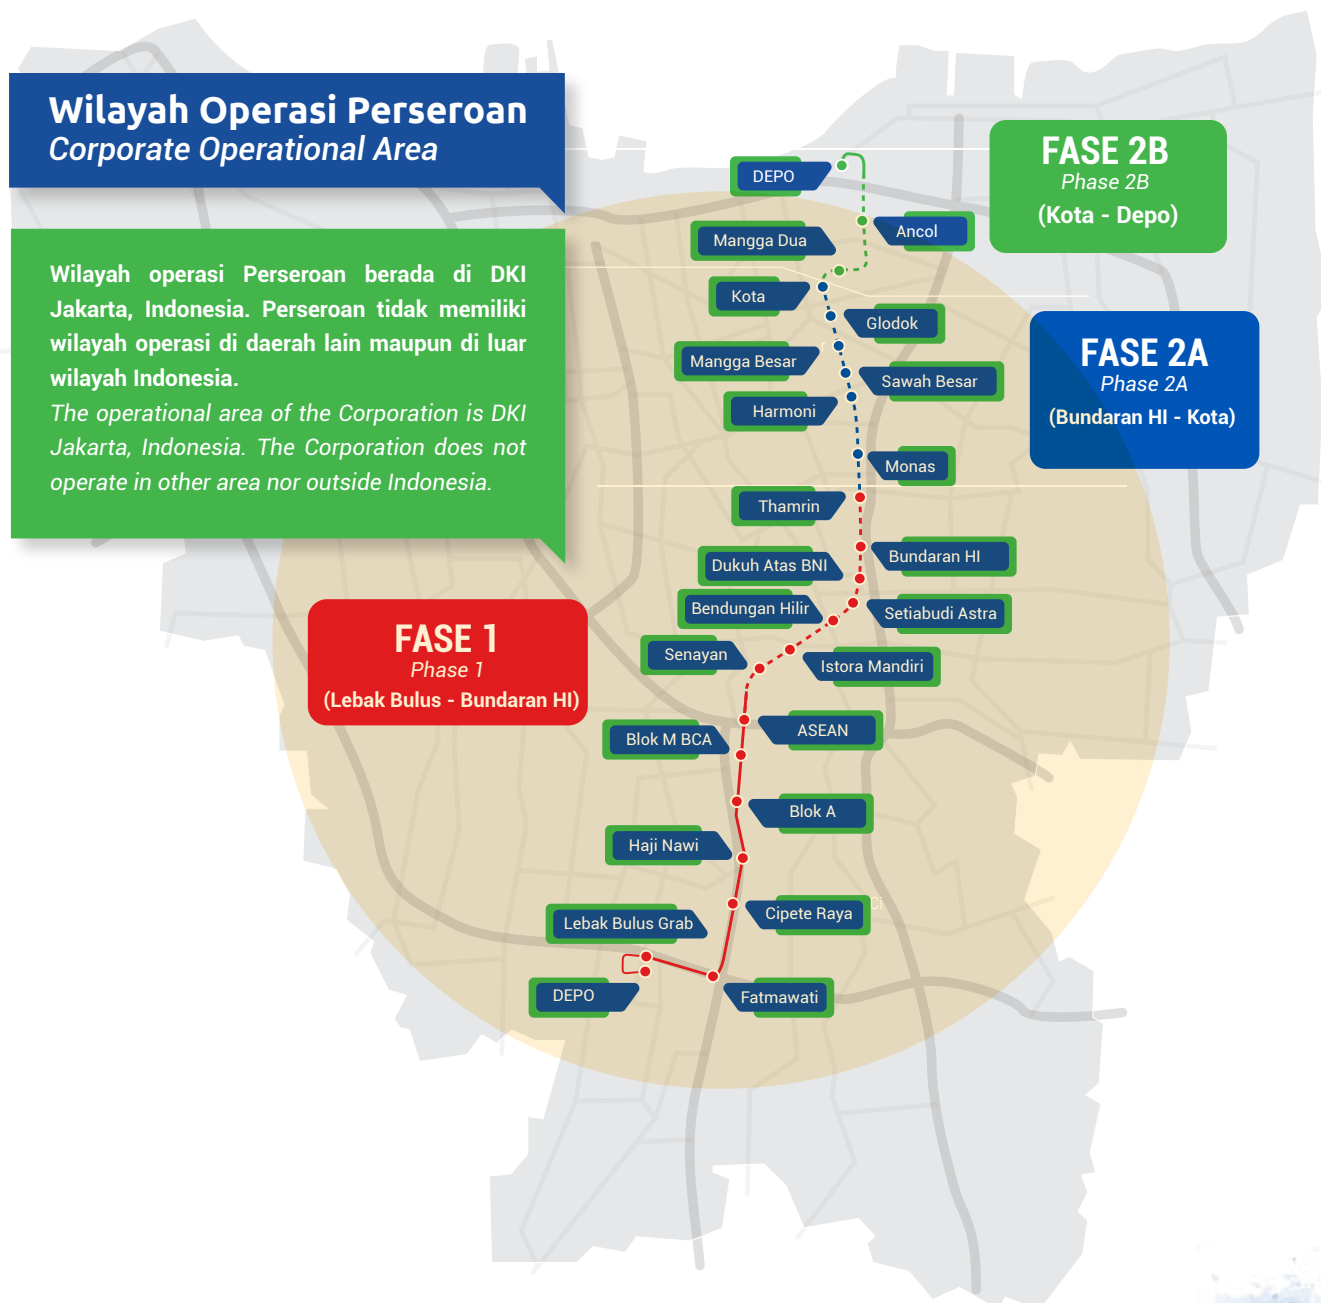 Wilayah Operasi Perseroan
Corporate Operational Area
Wilayah operasi Perseroan berada di DKI
Jakarta, Indonesia. Perseroan tidak memiliki
wilayah operasi di daerah lain maupun di luar
wilayah Indonesia.
The operational area of the Corporation is DKI
Jakarta, Indonesia. The Corporation does not
operate in other area nor outside Indonesia.
FASE 2B
Phase 2B
(Kota - Depo)
FASE 2A
Phase 2A
(Bundaran HI - Kota)
FASE 1
Phase 1
(Lebak Bulus - Bundaran HI)
DEPO
Ancol
Mangga Dua
Kota
Glodok
Mangga Besar
Sawah Besar
Harmoni
Monas
Thamrin
Bundaran HI
Dukuh Atas BNI
Setiabudi Astra
Bendungan Hilir
Senayan
Istora Mandiri
ASEAN
Blok M BCA
Blok A
Haji Nawi
Cipete Raya
Lebak Bulus Grab
DEPO
Fatmawati